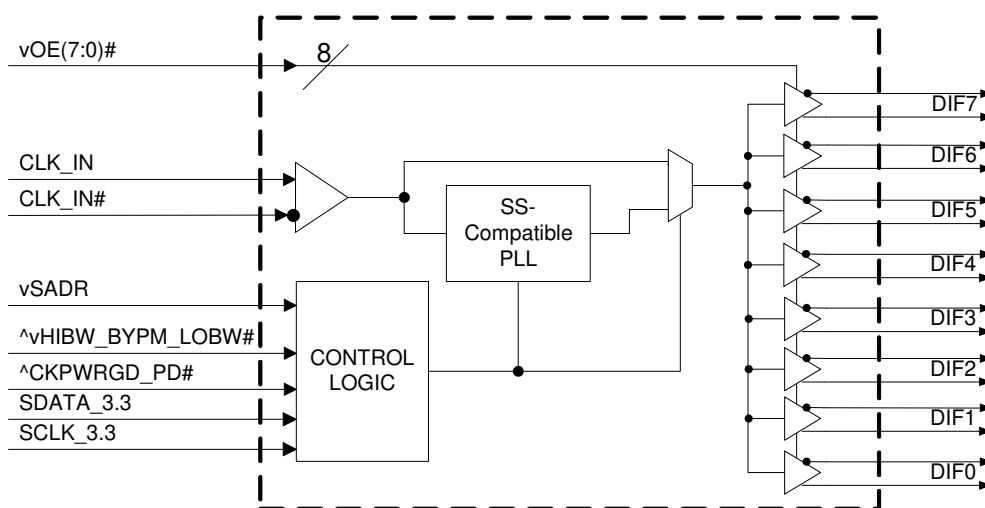 vOE(7:0)#
8
DIF7
CLK_IN
DIF6
CLK_IN#
SS-
Compatible
PLL
DIF5
DIF4
vSADR
DIF3
^vHIBW_BYPM_LOBW#
CONTROL
LOGIC
^CKPWRGD_PD#
DIF2
SDATA_3.3
DIF1
SCLK_3.3
DIF0